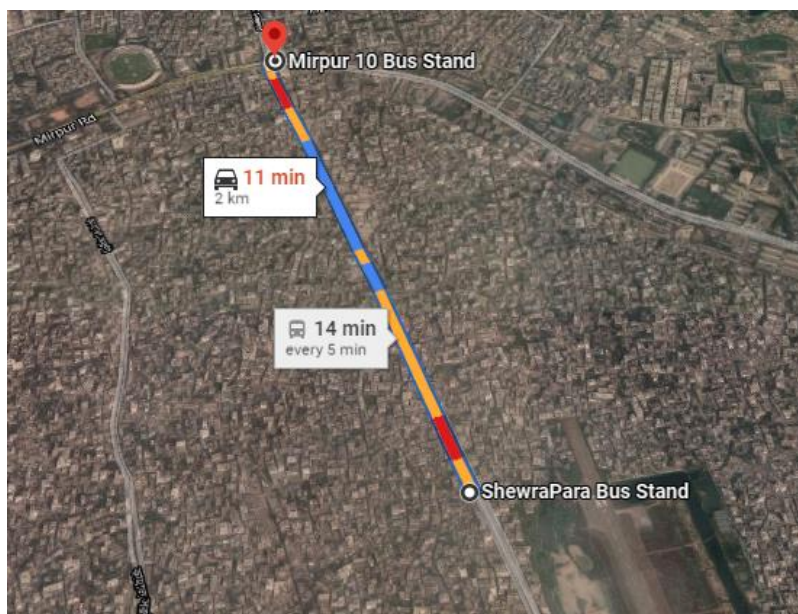 Mirpur 10 Bus Stand
Mirpur Rd
11 min
2 km
14 min
every 5 min
ShewraPara Bus Stand